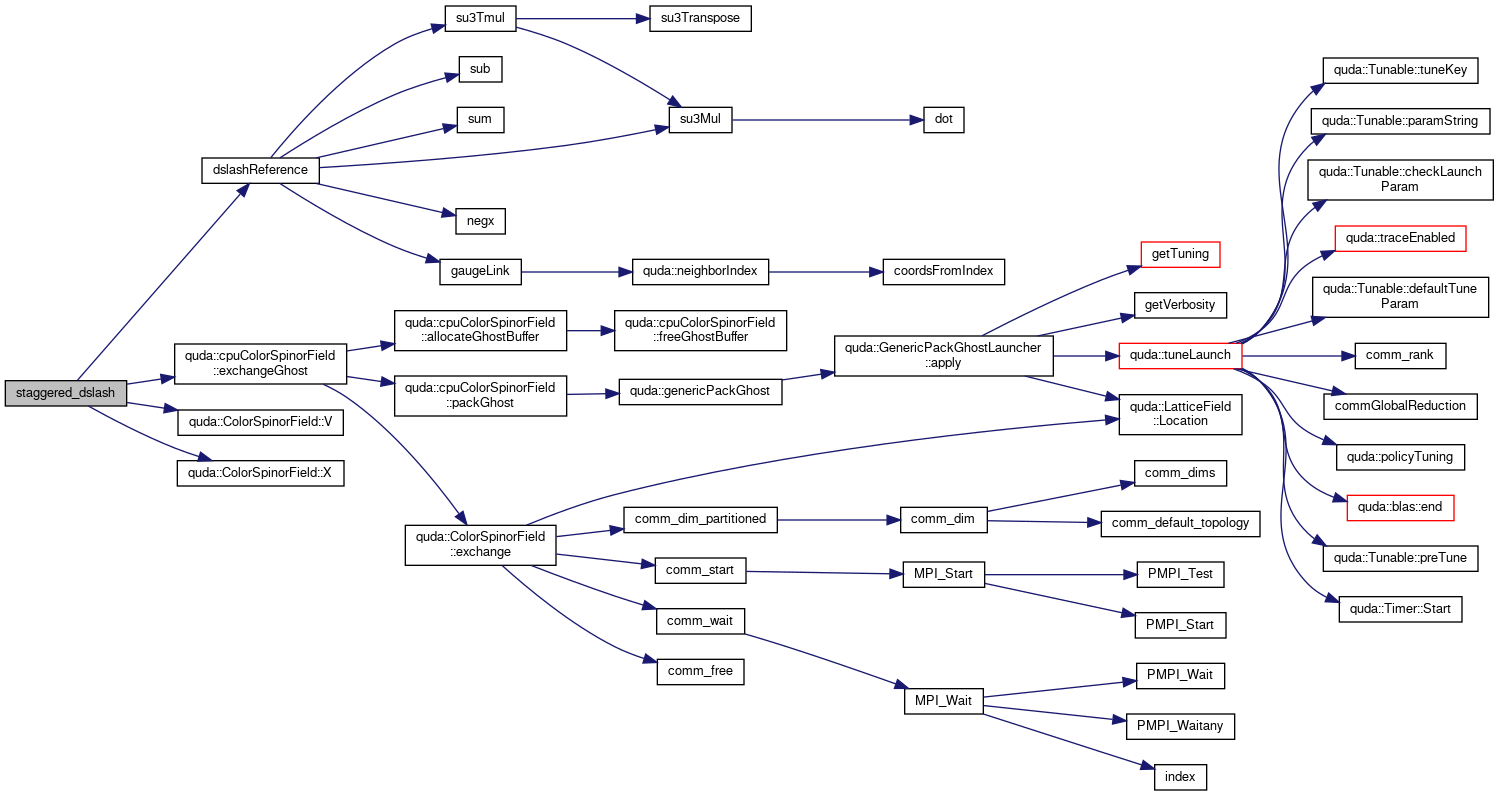 staggered_dslash
dslashReference
quda::cpuColorSpinorField
::exchangeGhost
quda::ColorSpinorField::V
quda::ColorSpinorField::X
su3Tmul
sub
sum
negx
gaugeLink
quda::cpuColorSpinorField
::allocateGhostBuffer
quda::cpuColorSpinorField
::packGhost
quda::ColorSpinorField
::exchange
su3Transpose
su3Mul
quda::neighborIndex
quda::cpuColorSpinorField
::freeGhostBuffer
quda::genericPackGhost
comm_dim_partitioned
comm_start
comm_wait
comm_free
dot
coordsFromIndex
quda::GenericPackGhostLauncher
::apply
comm_dim
MPI_Start
MPI_Wait
getTuning
getVerbosity
quda::tuneLaunch
quda::LatticeField
::Location
comm_dims
comm_default_topology
PMPI_Test
PMPI_Start
PMPI_Wait
PMPI_Waitany
index
quda::Tunable::tuneKey
quda::Tunable::paramString
quda::Tunable::checkLaunch
Param
quda::traceEnabled
quda::Tunable::defaultTune
Param
comm_rank
commGlobalReduction
quda::policyTuning
quda::blas::end
quda::Tunable::preTune
quda::Timer::Start